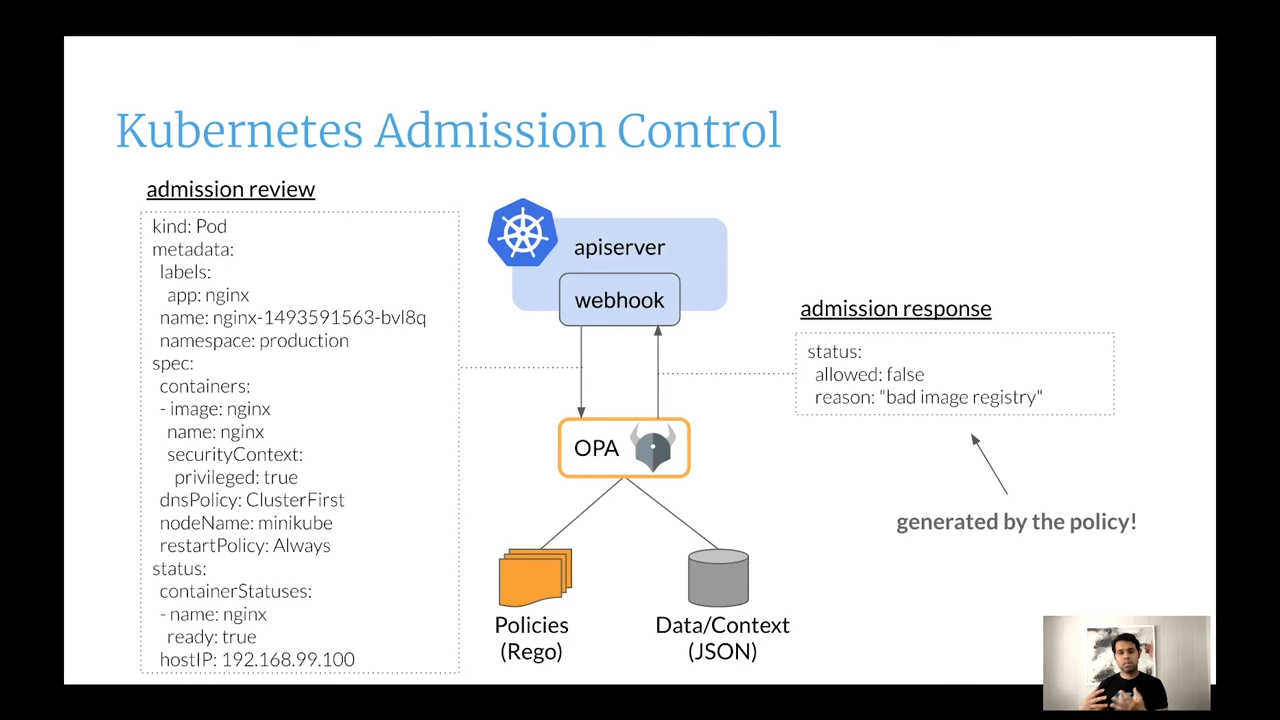 Kubernetes Admission Control
admission review
kind: Pod
metadata:
labels:
app: nginx
name: nginx-1493591563-bvl8q
namespace: production
spec:
containers:
- image: nginx
name: nginx
securityContext:
privileged: true
dnsPolicy: ClusterFirst
nodeName: minikube
restartPolicy: Always
status:
containerStatuses:
- name: nginx
ready: true
hostIP: 192.168.99.100
apiserver
webhook
OPA
Policies
(Rego)
Data/Context
(JSON)
admission response
status:
allowed: false
reason: "bad image registry"
generated by the policy!